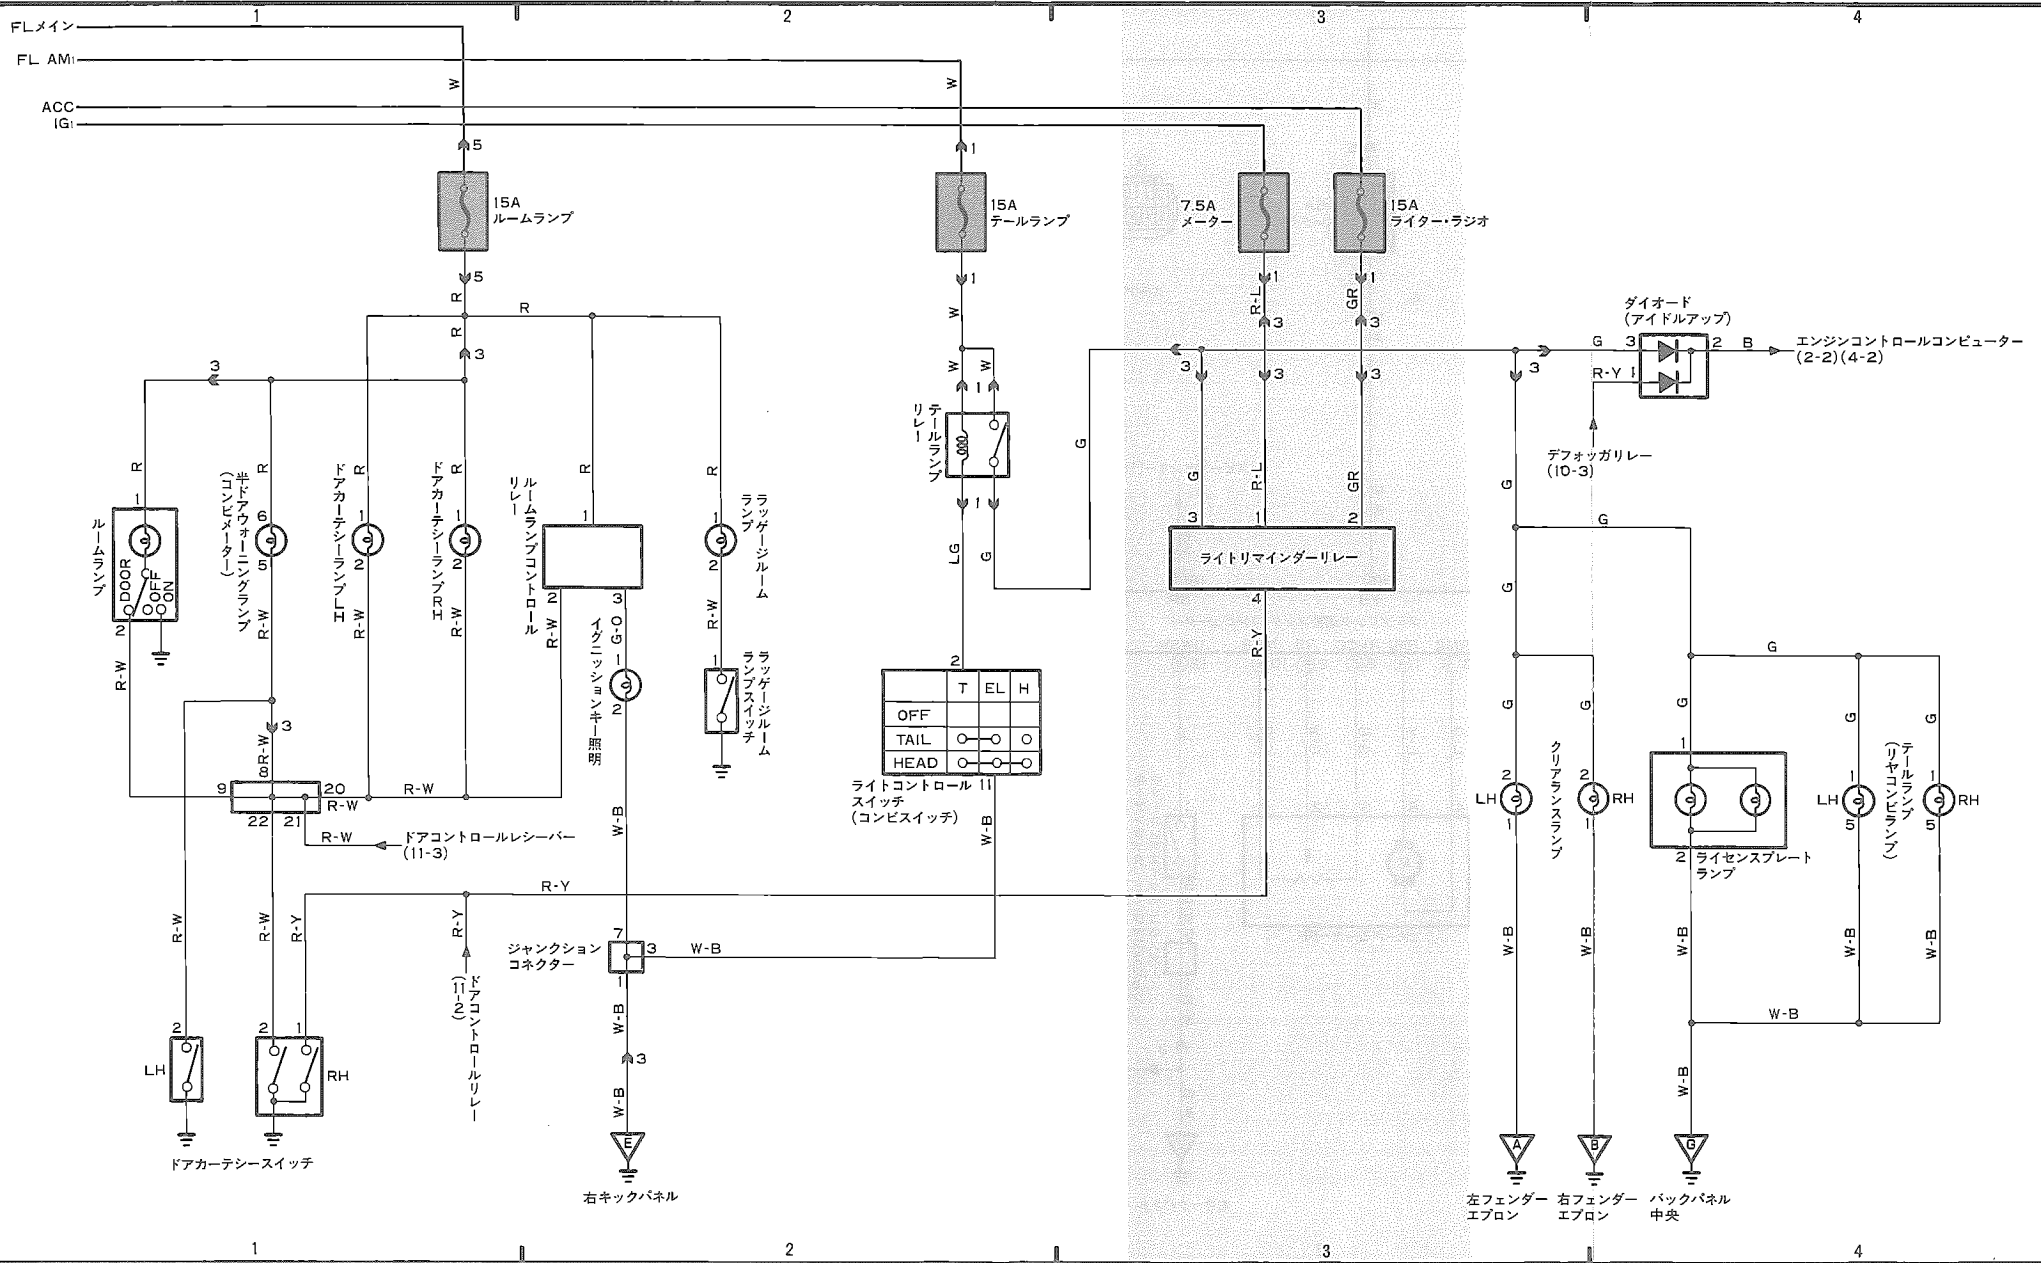 1
2
3
4
FLメイン
FL AM1
ACC
IG1
W
W
5
1
15A
ルームランプ
15A
テールランプ
7.5A
メーター
15A
ライター・ラジオ
5
1
1
1
R
R
R
W
R-L
GR
3
3
3
3
W
W
1
ダイオード
(アイドルアップ)
G
3
2
B
R-Y
1
エンジンコントロールコンピューター
(2-2)(4-2)
3
3
3
3
デフォッガリレー
(10-3)
テールランプ
リレー
1
LG
G
G
G
R-L
GR
G
G
R
R
R
R
R
R
1
ルームランプ
DOOR
OFF
ON
2
6
5
半ドアウォーニングランプ
(コンビメーター)
1
2
ドアカーテシーランプLH
1
2
ドアカーテシーランプRH
1
ルームランプコントロール
リレー
2
3
1
2
ラッゲージルーム
ランプ
3
1
2
ライトリマインダーリレー
4
R-Y
R-W
R-W
R-W
R-W
R-W
G-O
R-W
1
2
イグニッションキー照明
1
ラッゲージルーム
ランプスイッチ
2
T EL H
OFF
TAIL
HEAD
11
ライトコントロール
スイッチ
(コンビスイッチ)
W-B
W-B
3
R-W
8
9
20
R-W
R-W
22
21
R-W
ドアコントロールレシーバー
(11-3)
R-Y
R-W
R-W
R-Y
R-Y
ドアコントロールリレー
(11-2)
ジャンクション
コネクター
7
3
1
W-B
W-B
3
W-B
E
右キックパネル
2
LH
2
1
RH
ドアカーテシースイッチ
G
G
G
G
G
G
G
2
LH
1
クリアランスランプ
2
RH
1
1
2
ライセンスプレート
ランプ
1
LH
5
テールランプ
(リヤコンビランプ)
1
RH
5
W-B
W-B
W-B
W-B
W-B
W-B
W-B
A
B
G
左フェンダー
エプロン
右フェンダー
エプロン
バックパネル
中央
1
2
3
4